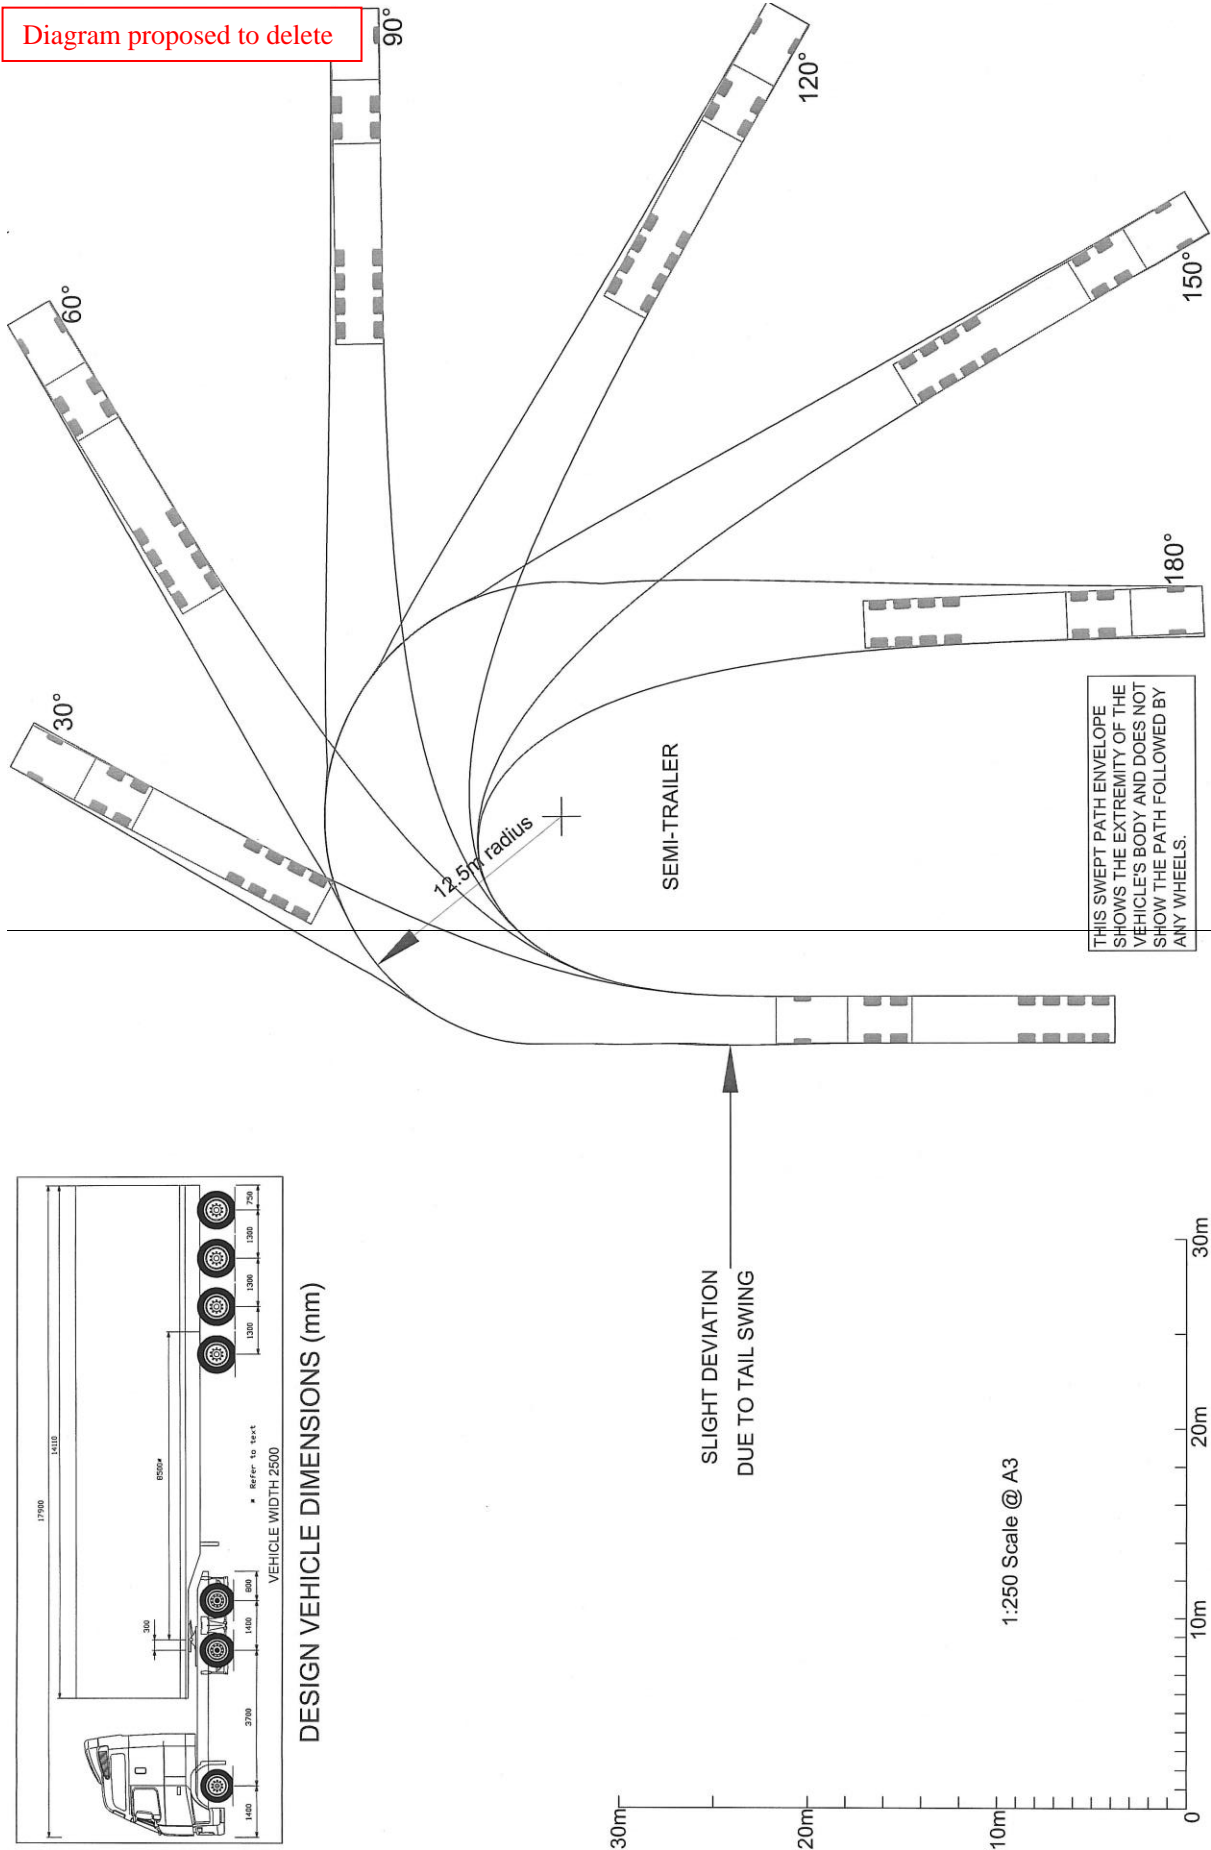 Diagram proposed to delete
30°
60°
90°
120°
150°
180°
12.5m radius
SEMI-TRAILER
THIS SWEPT PATH ENVELOPE
SHOWS THE EXTREMITY OF THE
VEHICLE'S BODY AND DOES NOT
SHOW THE PATH FOLLOWED BY
ANY WHEELS.
SLIGHT DEVIATION
DUE TO TAIL SWING
17900
14110
8500*
300
1400
3700
1400
800
1300
1300
1300
750
* Refer to text
VEHICLE WIDTH 2500
DESIGN VEHICLE DIMENSIONS (mm)
1:250 Scale @ A3
30m
20m
10m
0
10m
20m
30m